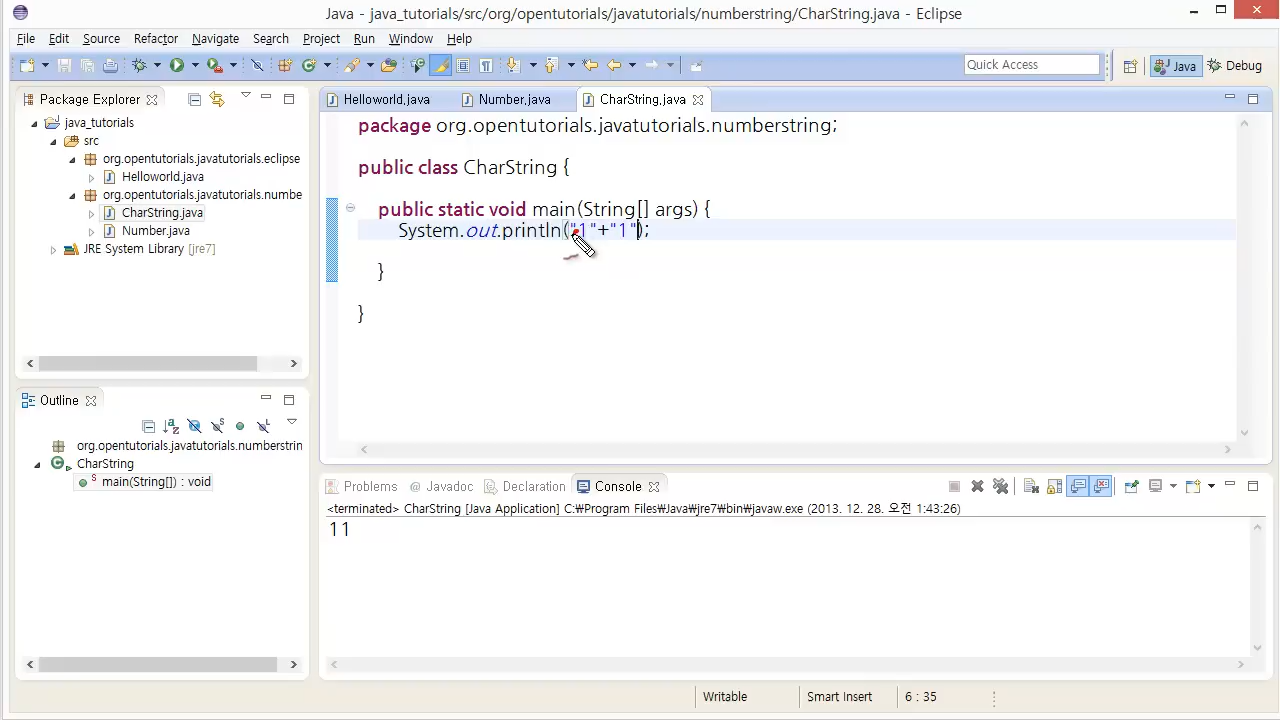 Java - java_tutorials/src/org/opentutorials/javatutorials/numberstring/CharString.java - Eclipse
File Edit Source Refactor Navigate Search Project Run Window Help
Quick Access
Java
Debug
Package Explorer
java_tutorials
src
org.opentutorials.javatutorials.eclipse
Helloworld.java
org.opentutorials.javatutorials.numbe
CharString.java
Number.java
JRE System Library [jre7]
Helloworld.java Number.java CharString.java
package org.opentutorials.javatutorials.numberstring;
public class CharString {
public static void main(String[] args) {
System.out.println("1"+"1");
}
}
Outline
org.opentutorials.javatutorials.numberstrin
CharString
main(String[]) : void
Problems @ Javadoc Declaration Console
<terminated> CharString [Java Application] C:₩Program Files₩Java₩jre7₩bin₩javaw.exe (2013. 12. 28. 오전 1:43:26)
11
Writable Smart Insert 6 : 35